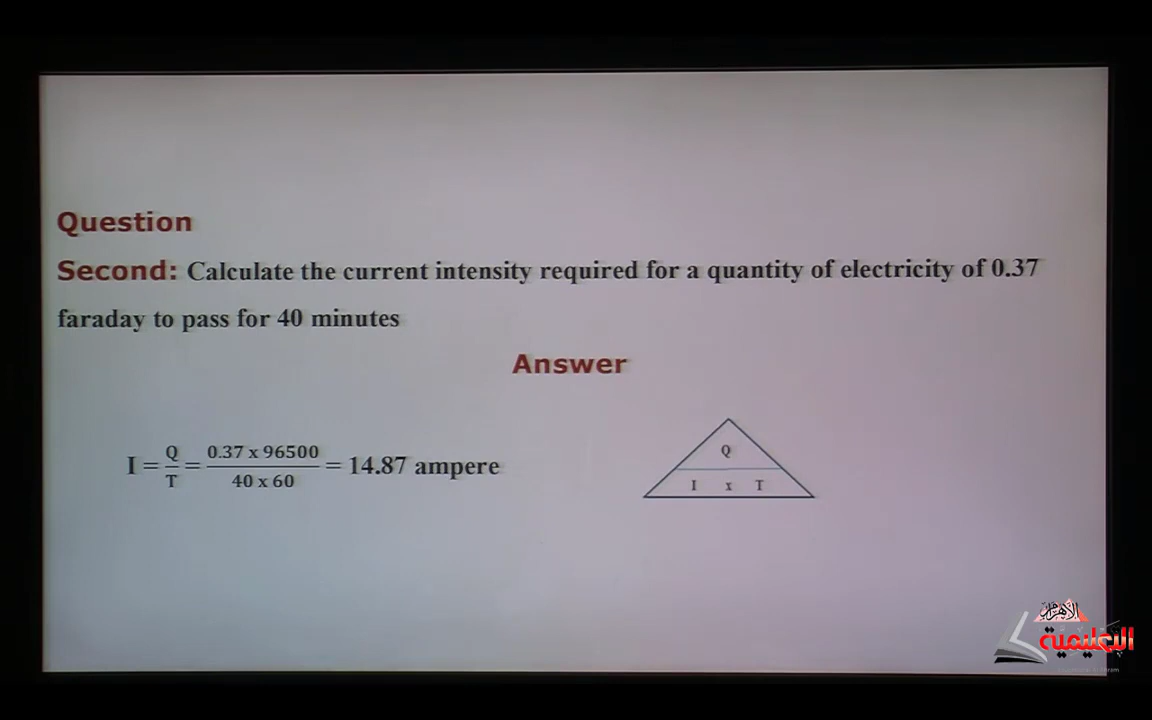 Question
Second: Calculate the current intensity required for a quantity of electricity of 0.37
faraday to pass for 40 minutes
Answer
I = Q/T = 0.37 x 96500 / 40 x 60 = 14.87 ampere
Q
I x T
الأهرام
التعليمية